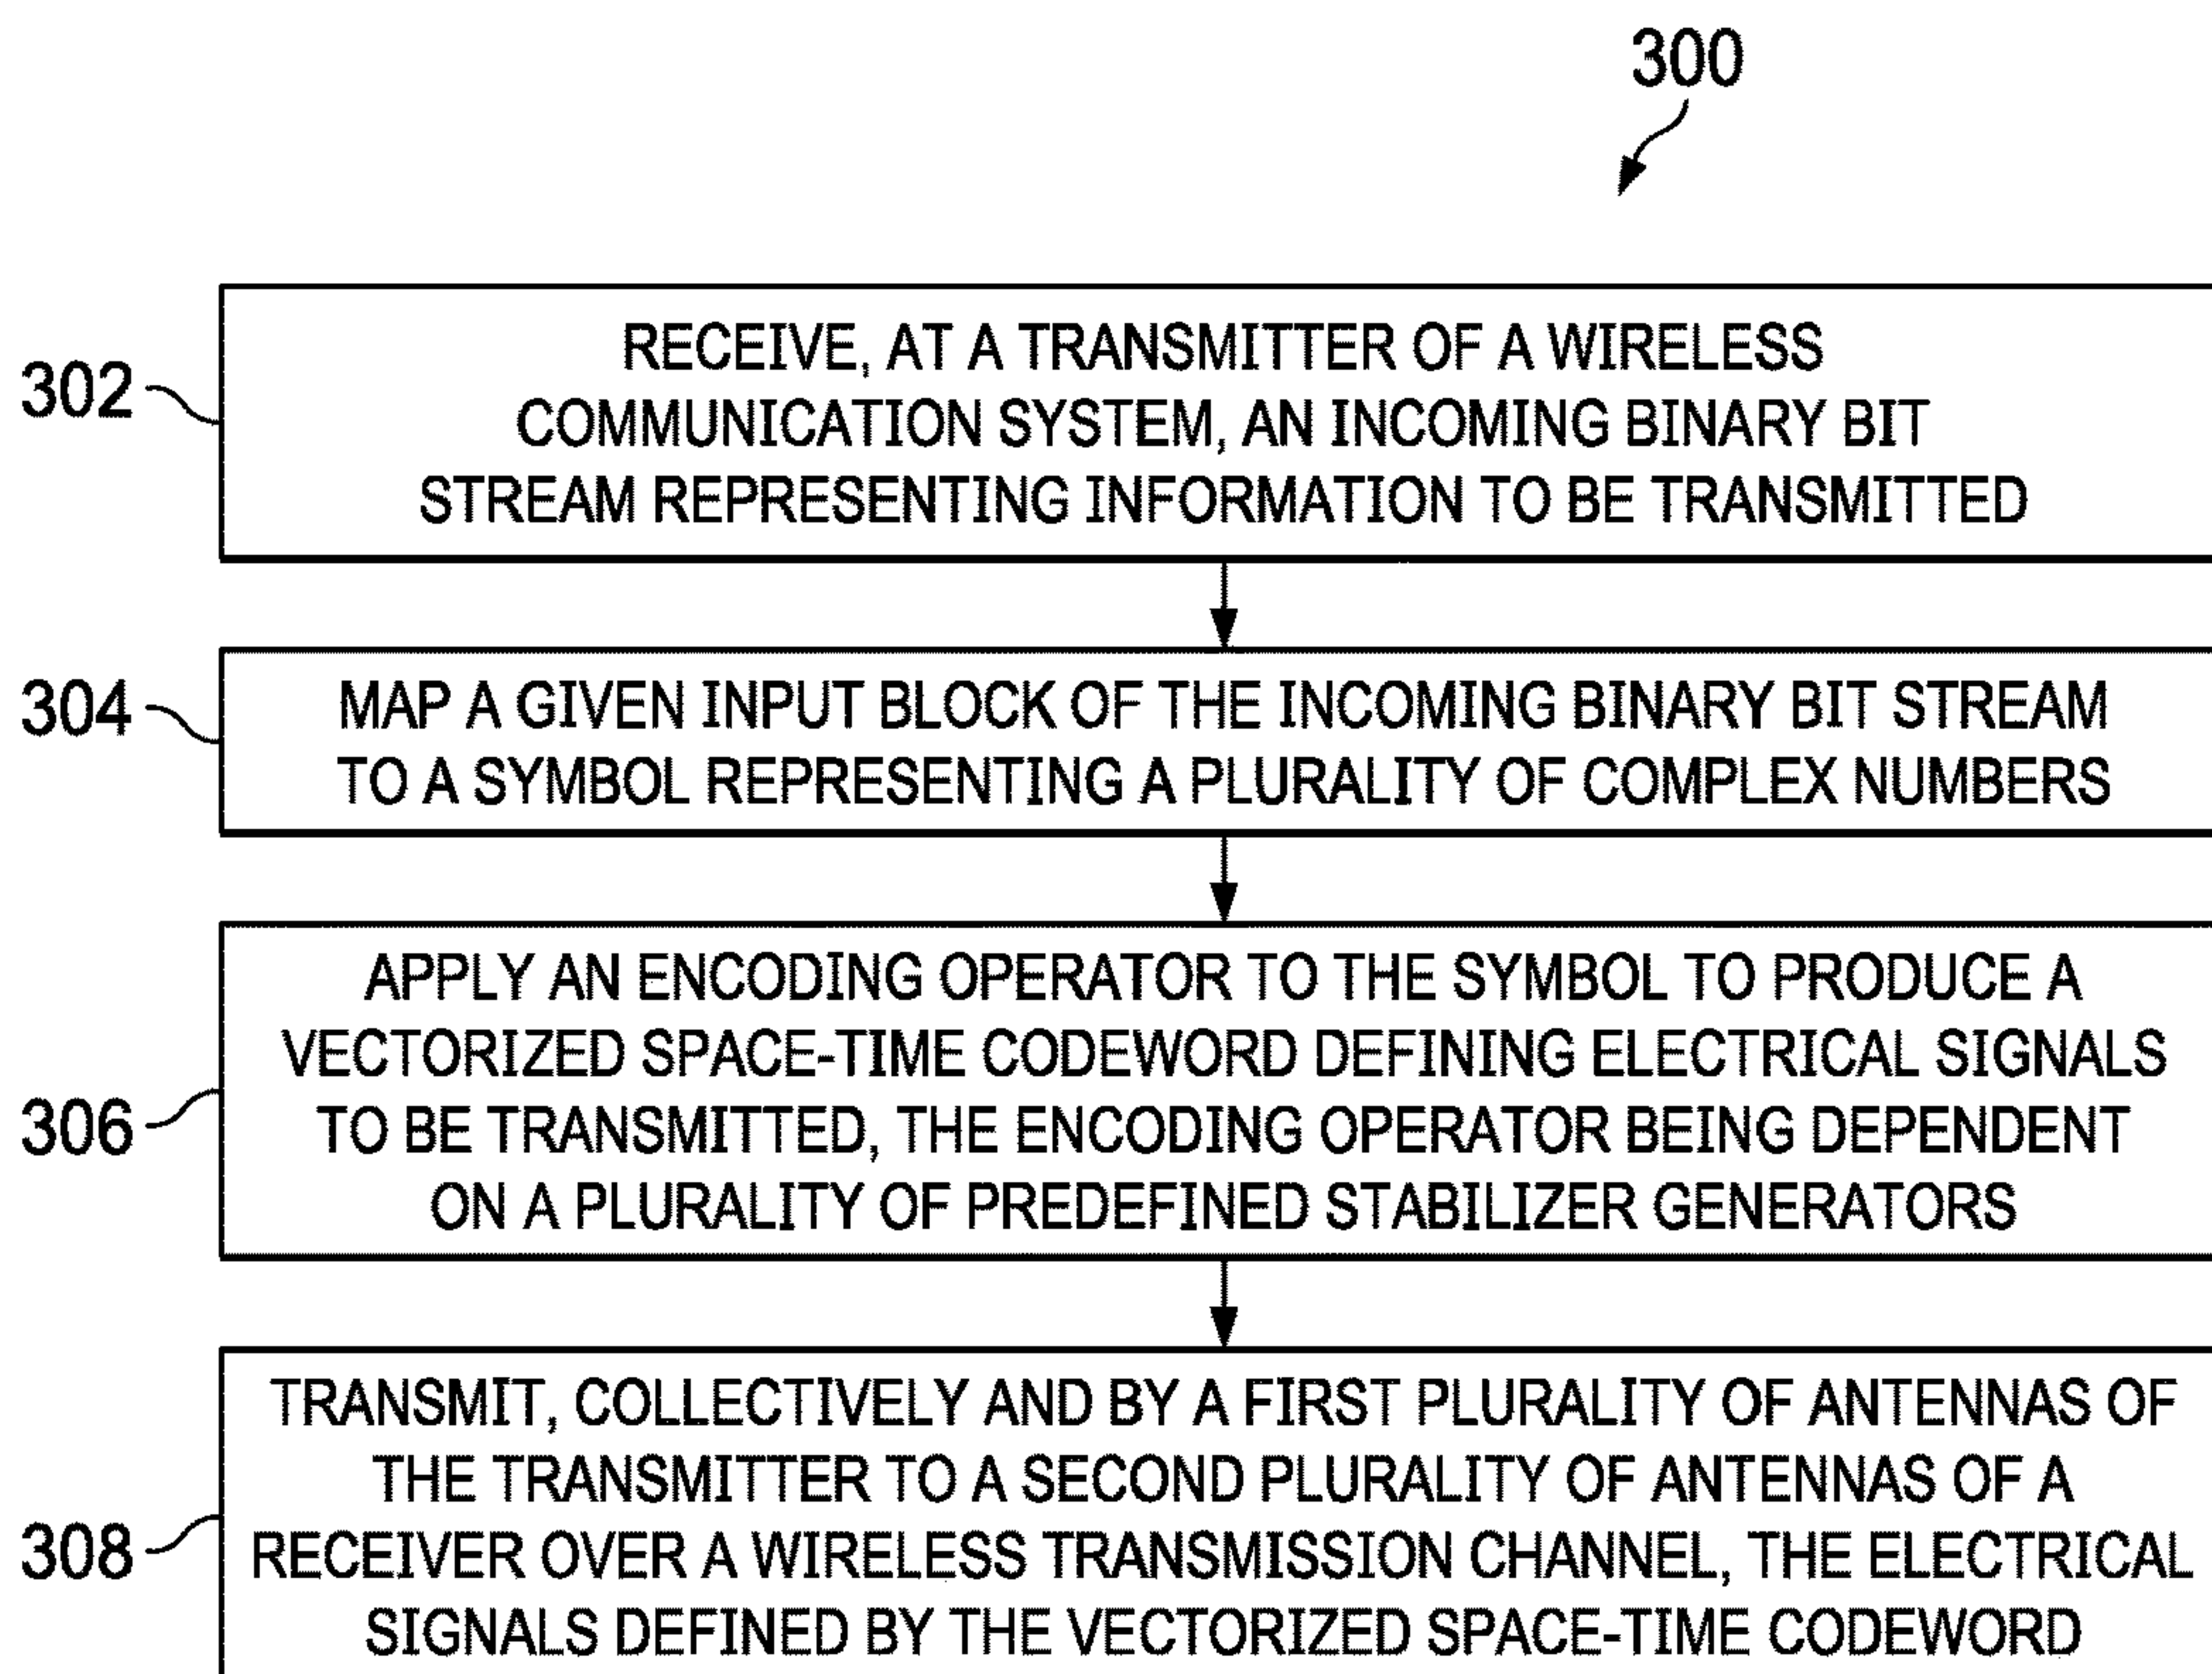 300
302
RECEIVE, AT A TRANSMITTER OF A WIRELESS
COMMUNICATION SYSTEM, AN INCOMING BINARY BIT
STREAM REPRESENTING INFORMATION TO BE TRANSMITTED
304
MAP A GIVEN INPUT BLOCK OF THE INCOMING BINARY BIT STREAM
TO A SYMBOL REPRESENTING A PLURALITY OF COMPLEX NUMBERS
306
APPLY AN ENCODING OPERATOR TO THE SYMBOL TO PRODUCE A
VECTORIZED SPACE-TIME CODEWORD DEFINING ELECTRICAL SIGNALS
TO BE TRANSMITTED, THE ENCODING OPERATOR BEING DEPENDENT
ON A PLURALITY OF PREDEFINED STABILIZER GENERATORS
308
TRANSMIT, COLLECTIVELY AND BY A FIRST PLURALITY OF ANTENNAS OF
THE TRANSMITTER TO A SECOND PLURALITY OF ANTENNAS OF A
RECEIVER OVER A WIRELESS TRANSMISSION CHANNEL, THE ELECTRICAL
SIGNALS DEFINED BY THE VECTORIZED SPACE-TIME CODEWORD